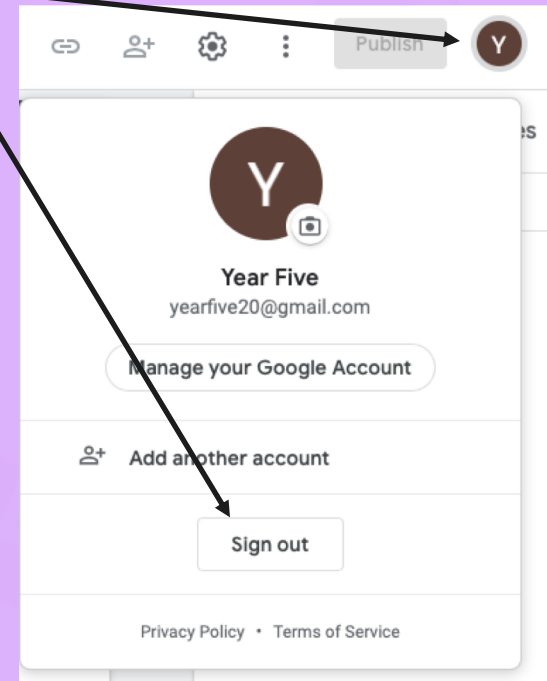 Publish
Y
es
Y
Year Five
yearfive20@gmail.com
Manage your Google Account
Add another account
Sign out
Privacy Policy • Terms of Service